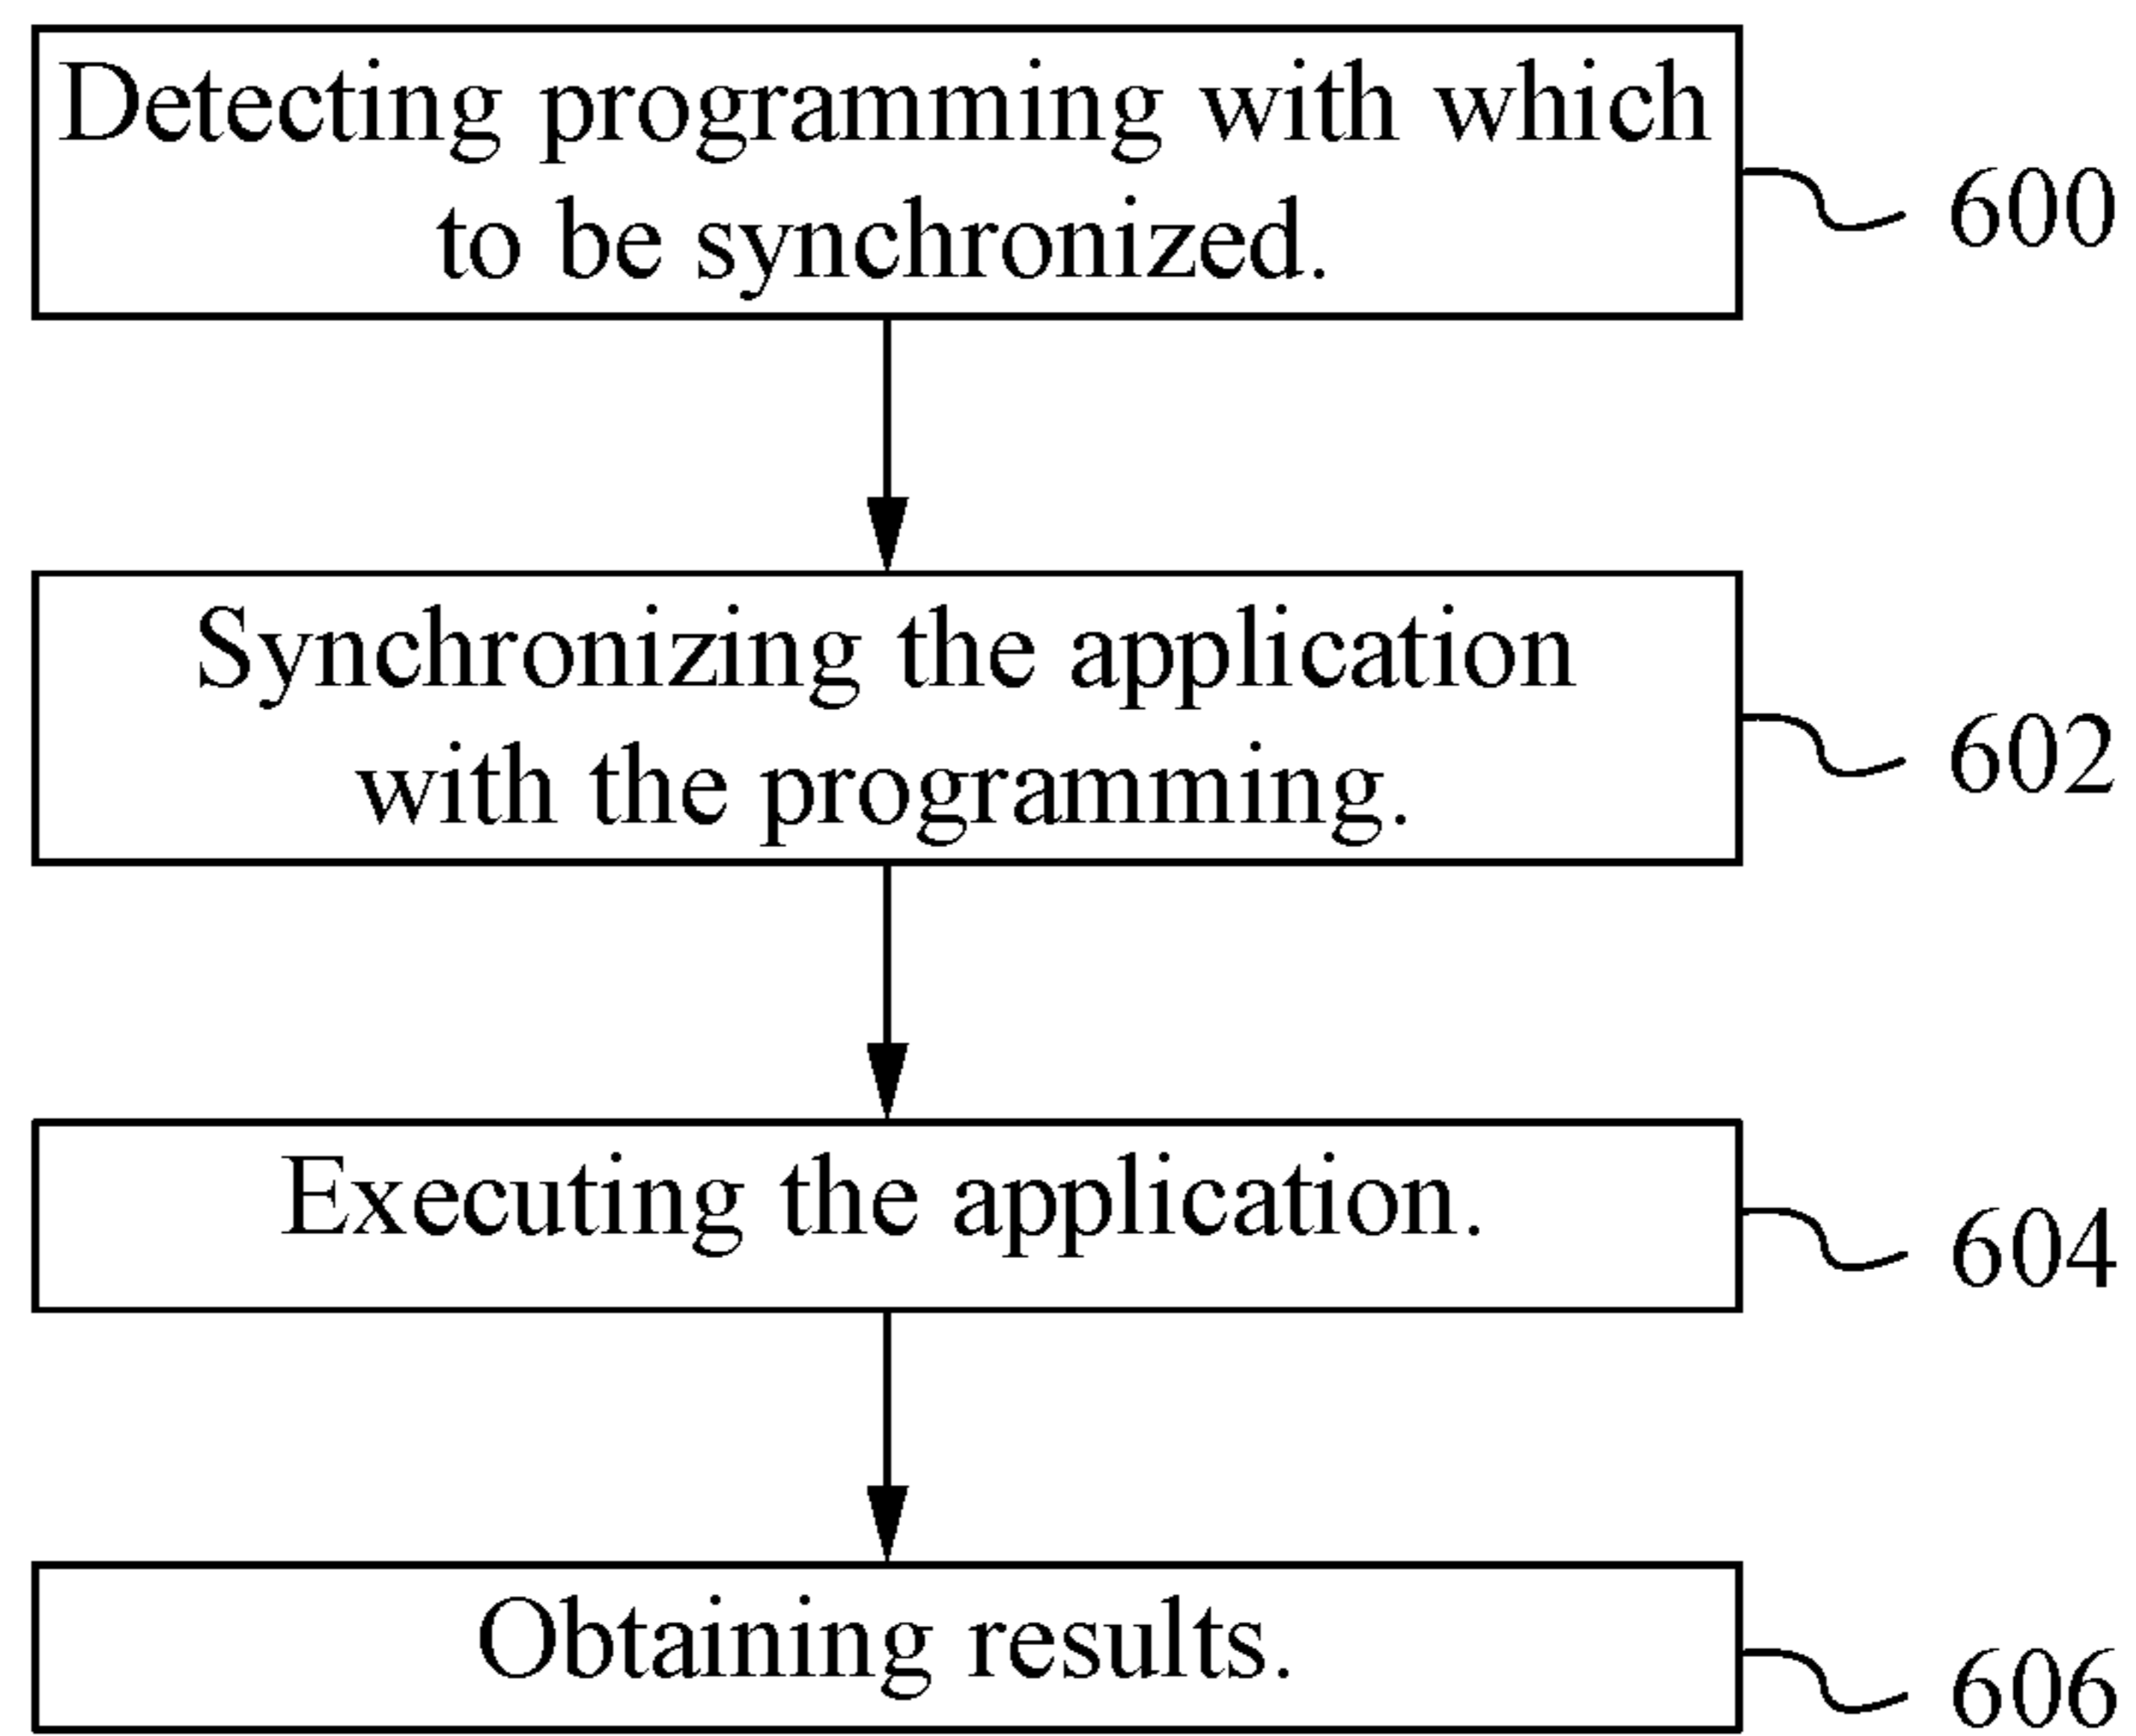 Detecting programming with which
to be synchronized.
600
Synchronizing the application
with the programming.
602
Executing the application.
604
Obtaining results.
606